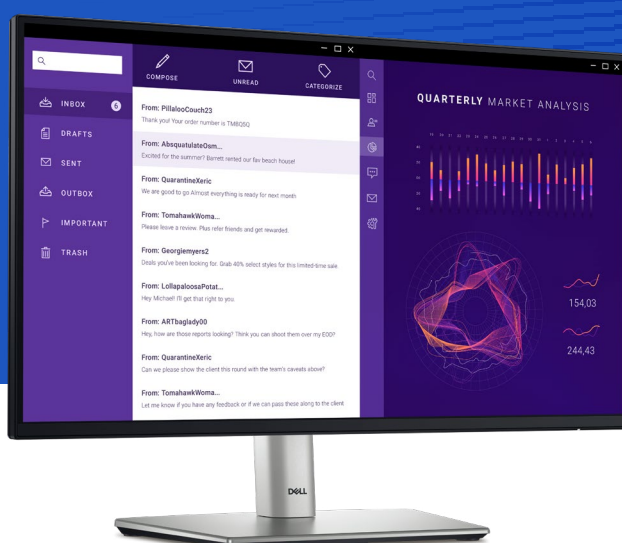 COMPOSE
UNREAD
CATEGORIZE
INBOX 6
DRAFTS
SENT
OUTBOX
IMPORTANT
TRASH
From: PillalooCouch23
Thank you! Your order number is TM8Q5Q
From: AbsquatulateOsm...
Excited for the summer? Barrett rented our fav beach house!
From: QuarantineXeric
We are good to go Almost everything is ready for next month
From: TomahawkWoma...
Please leave a review. Plus refer friends and get rewarded.
From: Georgiemyers2
Deals you've been looking for. Grab 40% select styles for this limited-time sale
From: LollapaloosaPotat...
Hey Michael! I'll get that right to you
From: ARTbaglady00
Hey, how are those reports looking? Think you can shoot them over my EOD?
From: QuarantineXeric
Can we please show the client this round with the team's caveats above?
From: TomahawkWoma...
Let me know if you have any feedback or if we can pass these along to the client
QUARTERLY MARKET ANALYSIS
154,03
244,43
DELL